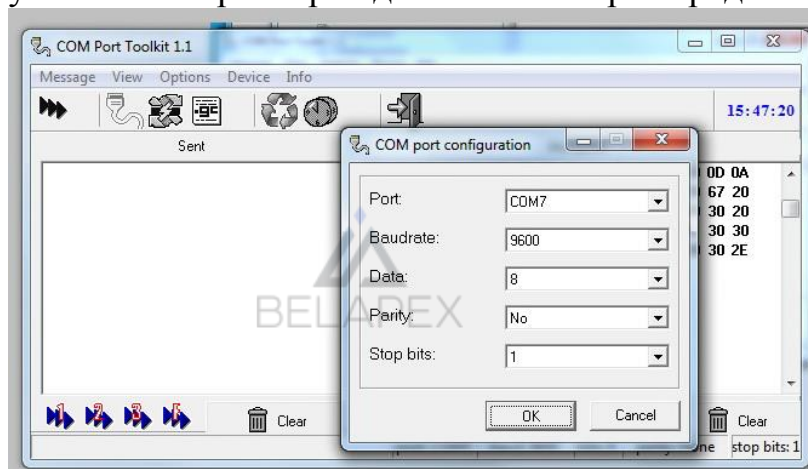 COM Port Toolkit 1.1
Message View Options Device Info
15:47:20
Sent
COM port configuration
Port: COM7
Baudrate: 9600
Data: 8
Parity: No
Stop bits: 1
OK Cancel
0D 0A
67 20
30 20
30 30
30 2E
BELAPEX
Clear
Clear
stop bits: 1